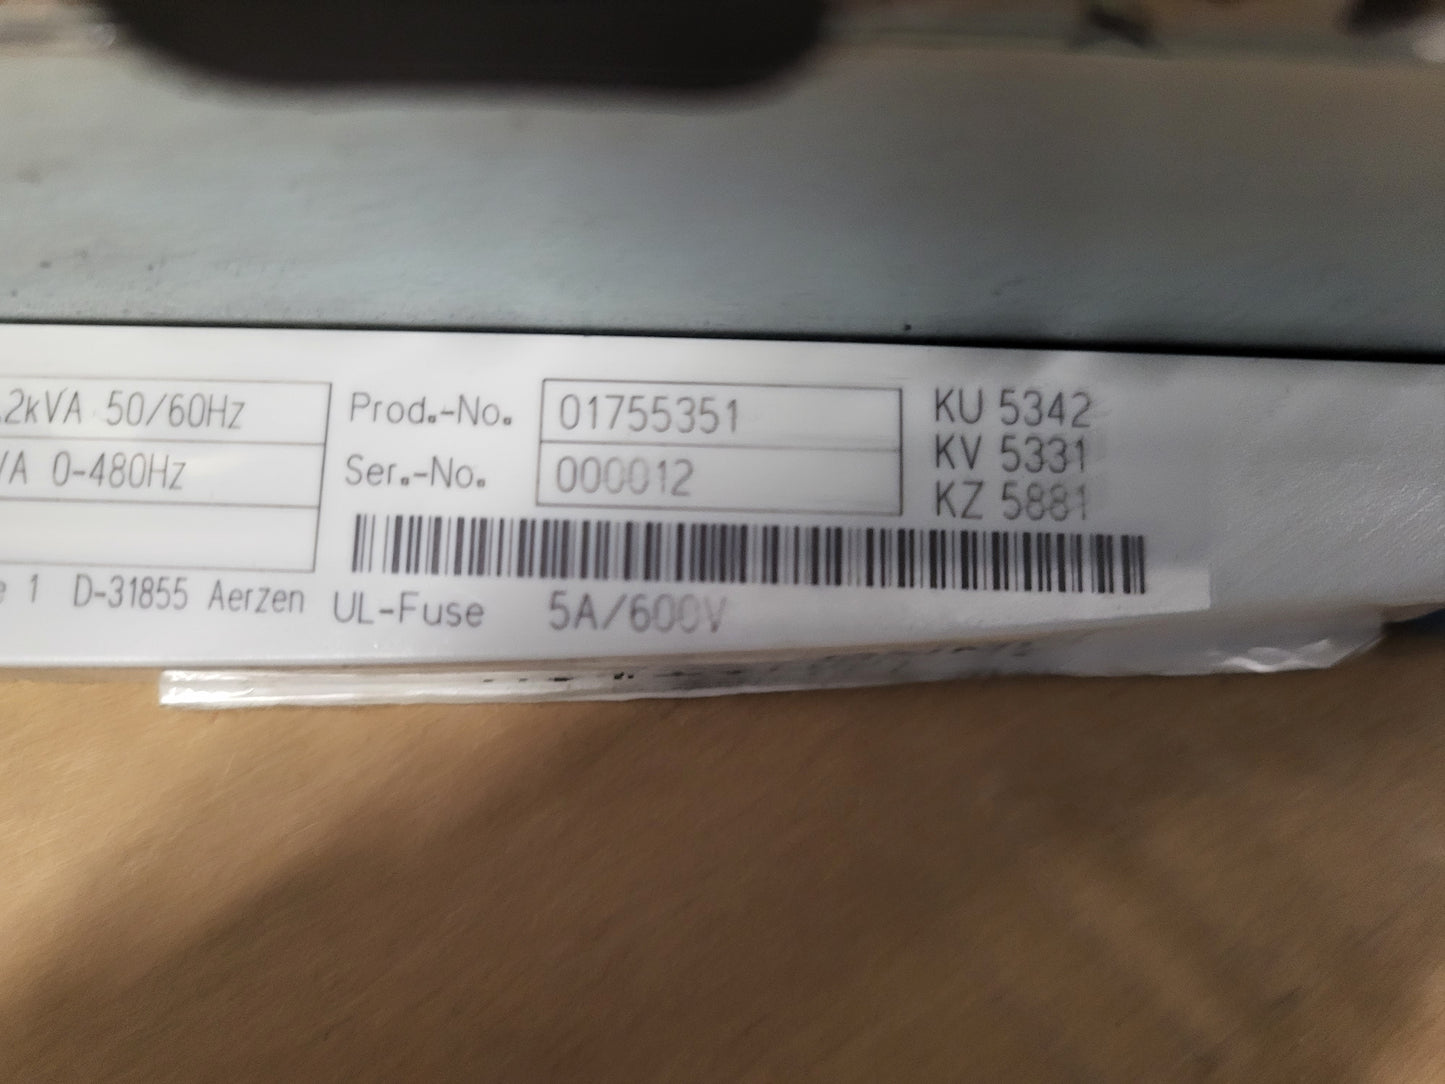 .2kVA 50/60Hz
VA 0-480Hz
Prod.-No. 01755351
Ser.-No. 000012
KU 5342
KV 5331
KZ 5881
e 1 D-31855 Aerzen
UL-Fuse 5A/600V